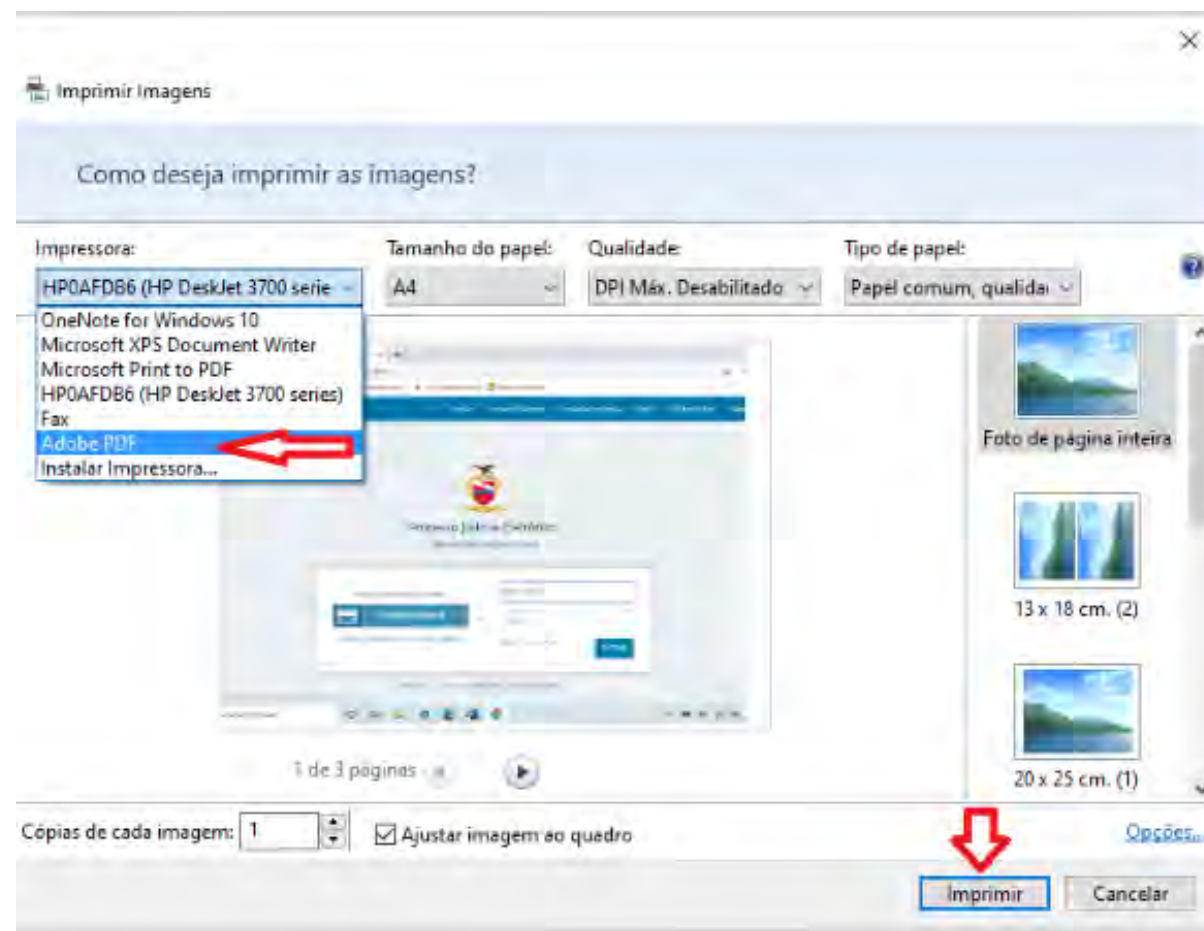 Imprimir Imagens
Como deseja imprimir as imagens?
Impressora: Tamanho do papel: Qualidade: Tipo de papel:
HP0AFDB6 (HP DeskJet 3700 serie A4 DPI Máx. Desabilitado Papel comum, qualida
OneNote for Windows 10
Microsoft XPS Document Writer
Microsoft Print to PDF
HP0AFDB6 (HP DeskJet 3700 series)
Fax
Adobe PDF
Instalar Impressora...
Foto de página inteira
13 x 18 cm. (2)
20 x 25 cm. (1)
1 de 3 páginas
Cópias de cada imagem: 1 Ajustar imagem ao quadro Opções...
Imprimir Cancelar